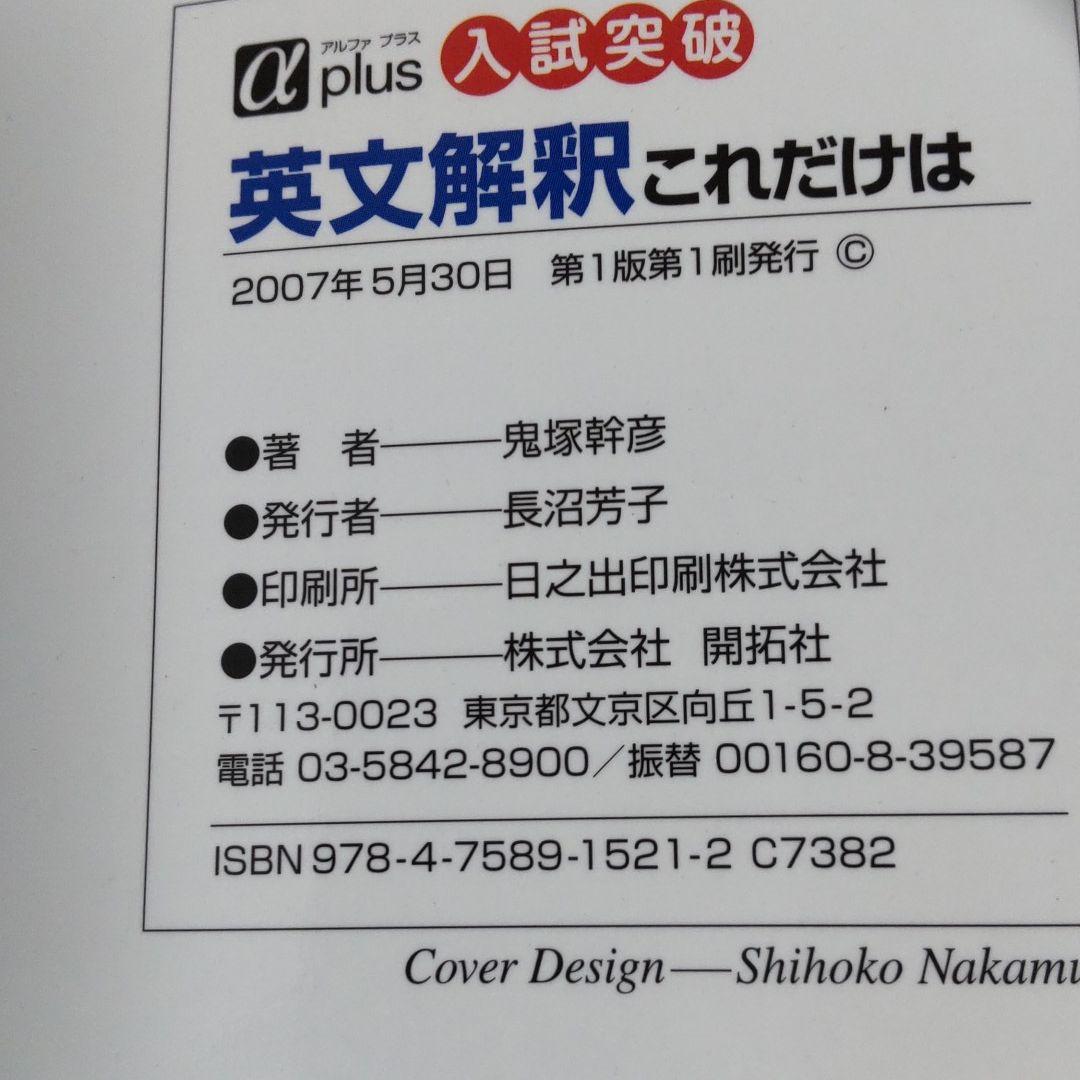 アルファ プラス
α plus 入試突破
英文解釈これだけは
2007年5月30日 第1版第1刷発行 ©
●著 者――鬼塚幹彦
●発行者――長沼芳子
●印刷所――日之出印刷株式会社
●発行所――株式会社 開拓社
〒113-0023 東京都文京区向丘1-5-2
電話 03-5842-8900／振替 00160-8-39587
ISBN 978-4-7589-1521-2 C7382
Cover Design—Shihoko Nakamu